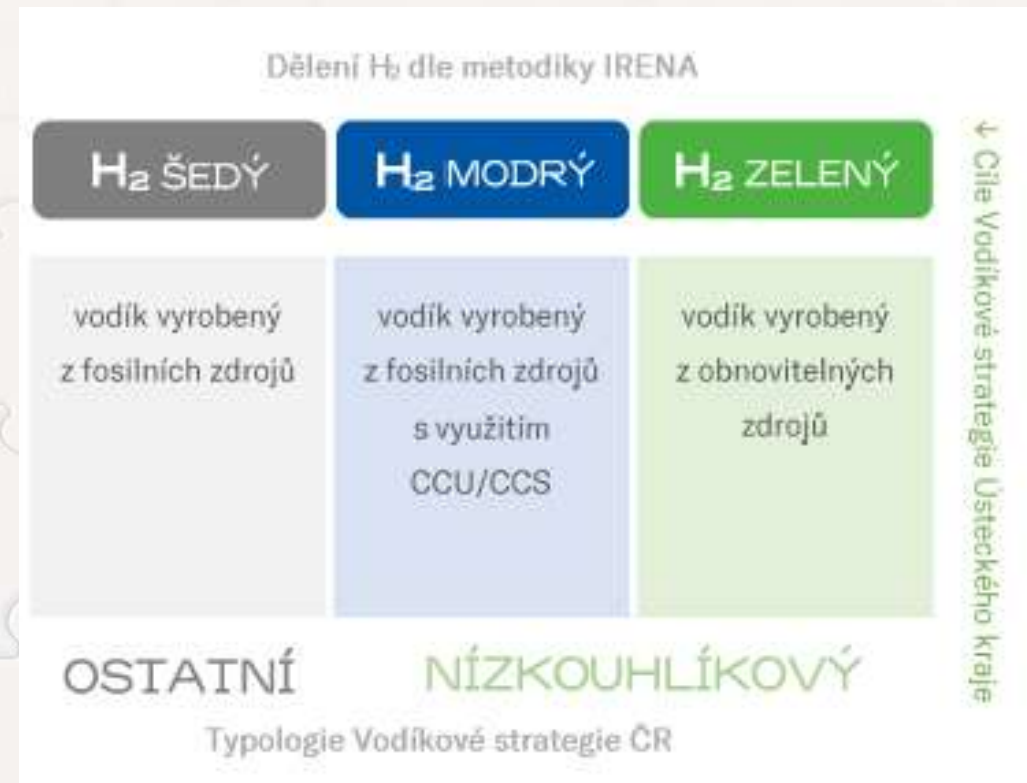 Dělení H₂ dle metodiky IRENA
H₂ ŠEDÝ
H₂ MODRÝ
H₂ ZELENÝ
vodík vyrobený
z fosilních zdrojů
vodík vyrobený
z fosilních zdrojů
s využitím
CCU/CCS
vodík vyrobený
z obnovitelných
zdrojů
OSTATNÍ
NÍZKOUHLÍKOVÝ
Typologie Vodíkové strategie ČR
← Cíle Vodíkové strategie Ústeckého kraje